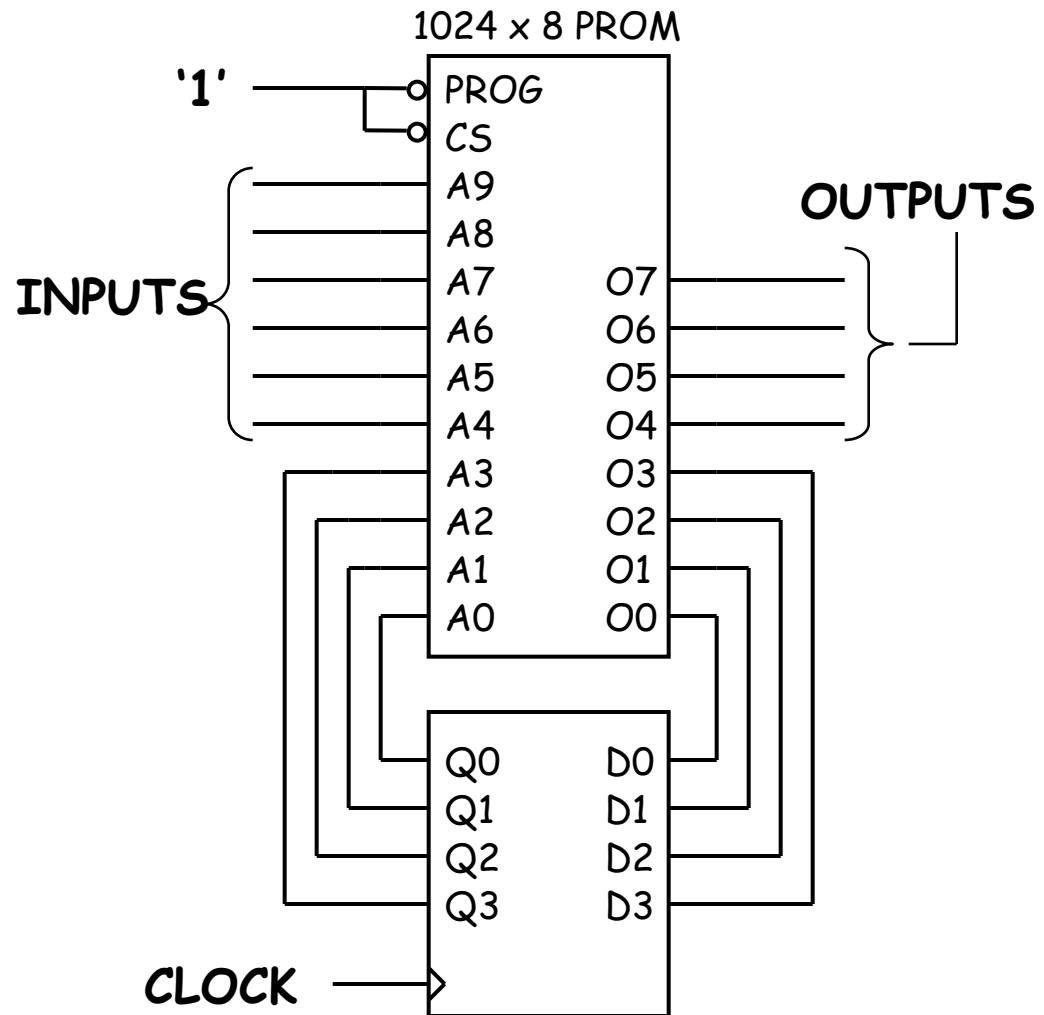 1024 x 8 PROM
‘1’
PROG
CS
A9
A8
OUTPUTS
INPUTS
A7 O7
A6 O6
A5 O5
A4 O4
A3 O3
A2 O2
A1 O1
A0 O0
Q0 D0
Q1 D1
Q2 D2
Q3 D3
CLOCK